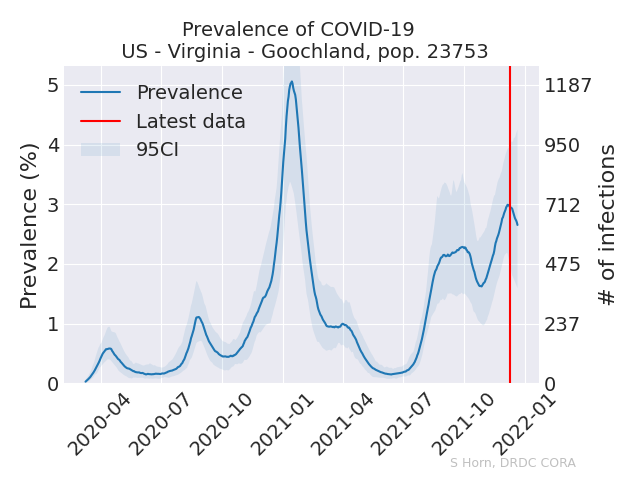 Prevalence of COVID-19
US - Virginia - Goochland, pop. 23753
Prevalence
Latest data
95CI
Prevalence (%)
5
4
3
2
1
0
1187
950
712
475
237
0
# of infections
2020-04
2020-07
2020-10
2021-01
2021-04
2021-07
2021-10
2022-01
S Horn, DRDC CORA